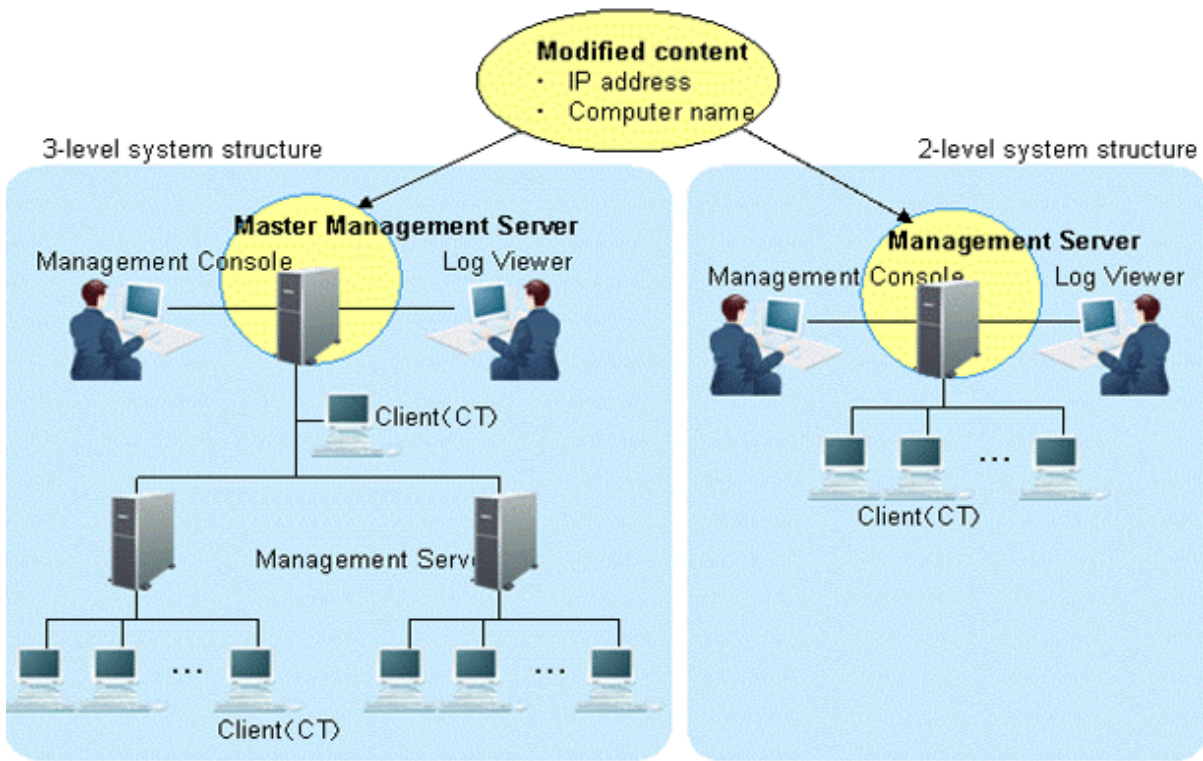 Modified content
・ IP address
・ Computer name
3-level system structure
2-level system structure
Master Management Server
Management Console
Log Viewer
Client(CT)
Management Serve
Client(CT)
Management Server
Management Console
Log Viewer
Client(CT)